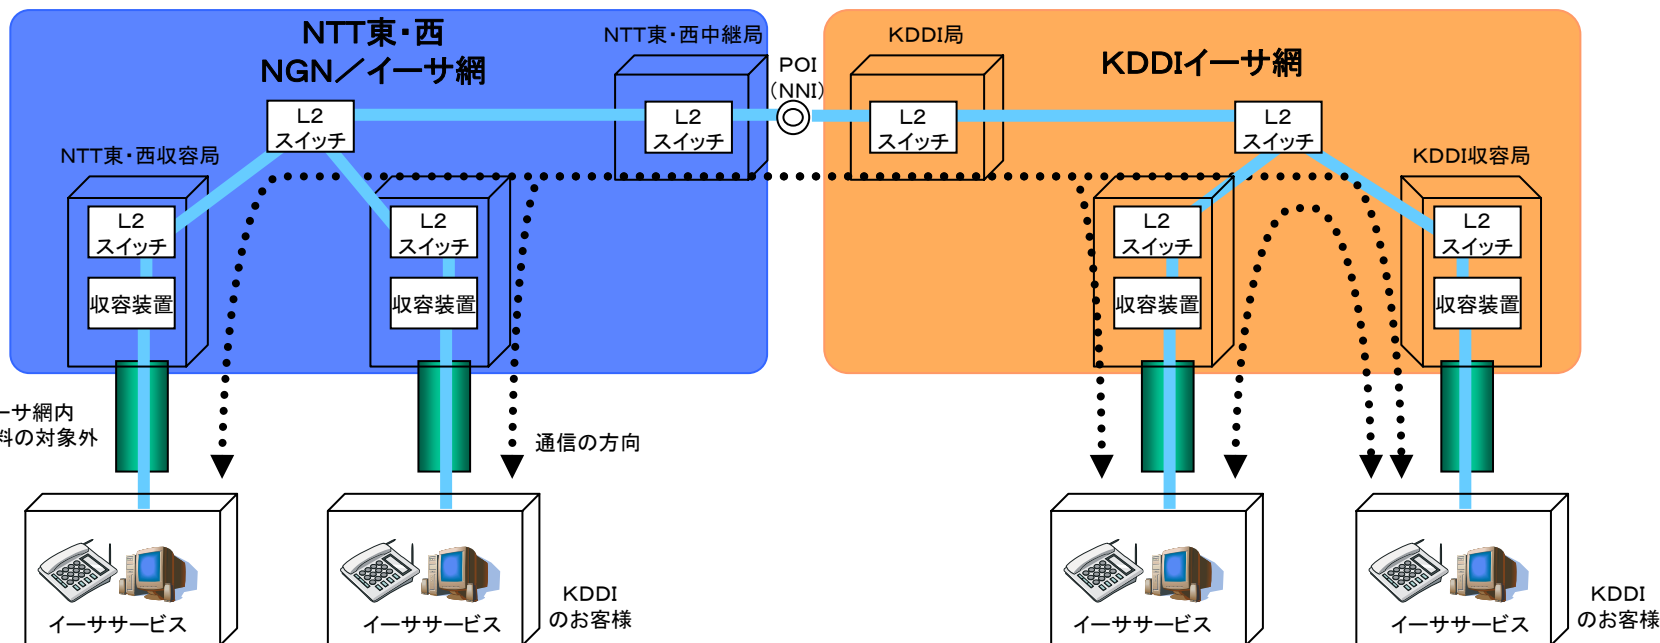 NTT東・西
NGN／イーサ網
NTT東・西中継局
POI
(NNI)
KDDI局
KDDIイーサ網
L2
スイッチ
L2
スイッチ
L2
スイッチ
L2
スイッチ
NTT東・西収容局
KDDI収容局
L2
スイッチ
L2
スイッチ
L2
スイッチ
L2
スイッチ
収容装置
収容装置
収容装置
収容装置
ーサ網内
料の対象外
通信の方向
イーササービス
イーササービス
KDDI
のお客様
イーササービス
イーササービス
KDDI
のお客様